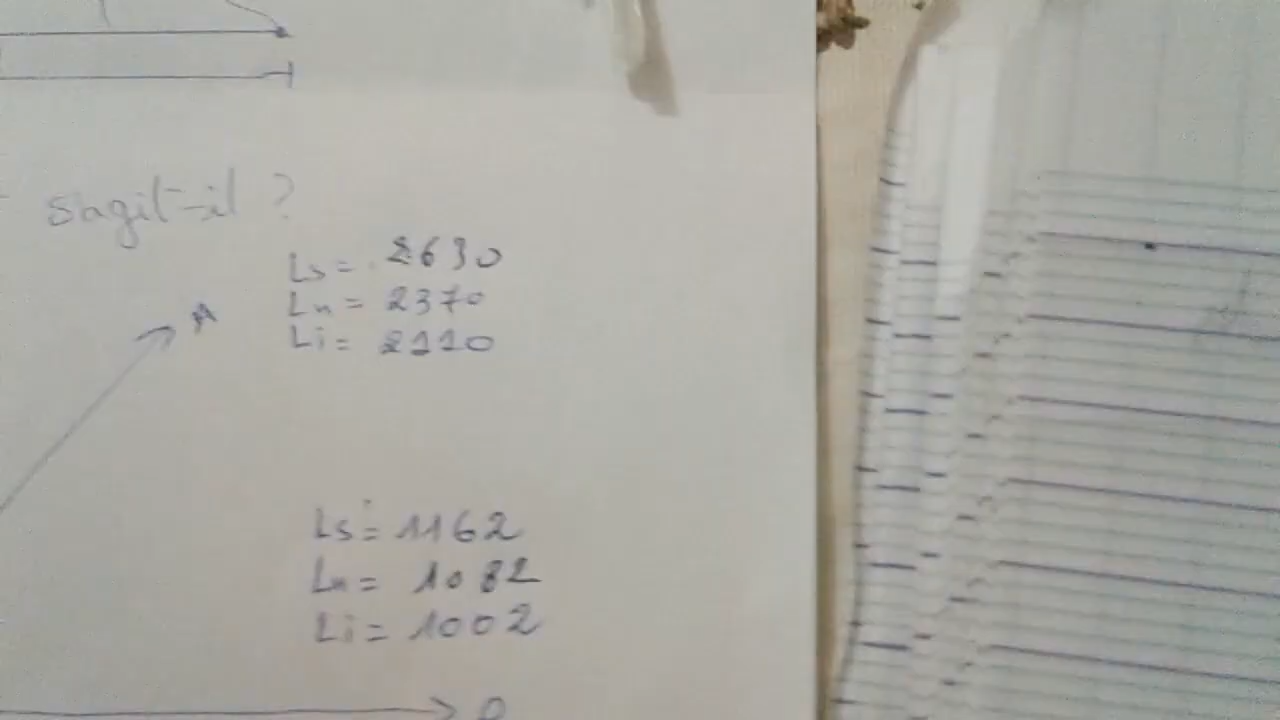 sagit-il ?
Ls = 2630
Ln = 2370
Li = 2110
A
Ls = 1162
Ln = 1082
Li = 1002